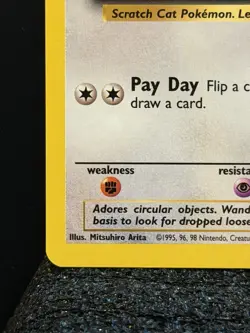 Scratch Cat Pokémon. Le
Pay Day Flip a c
draw a card.
weakness resista
Adores circular objects. Wand
basis to look for dropped loose
Illus. Mitsuhiro Arita ©1995, 96, 98 Nintendo, Creatu